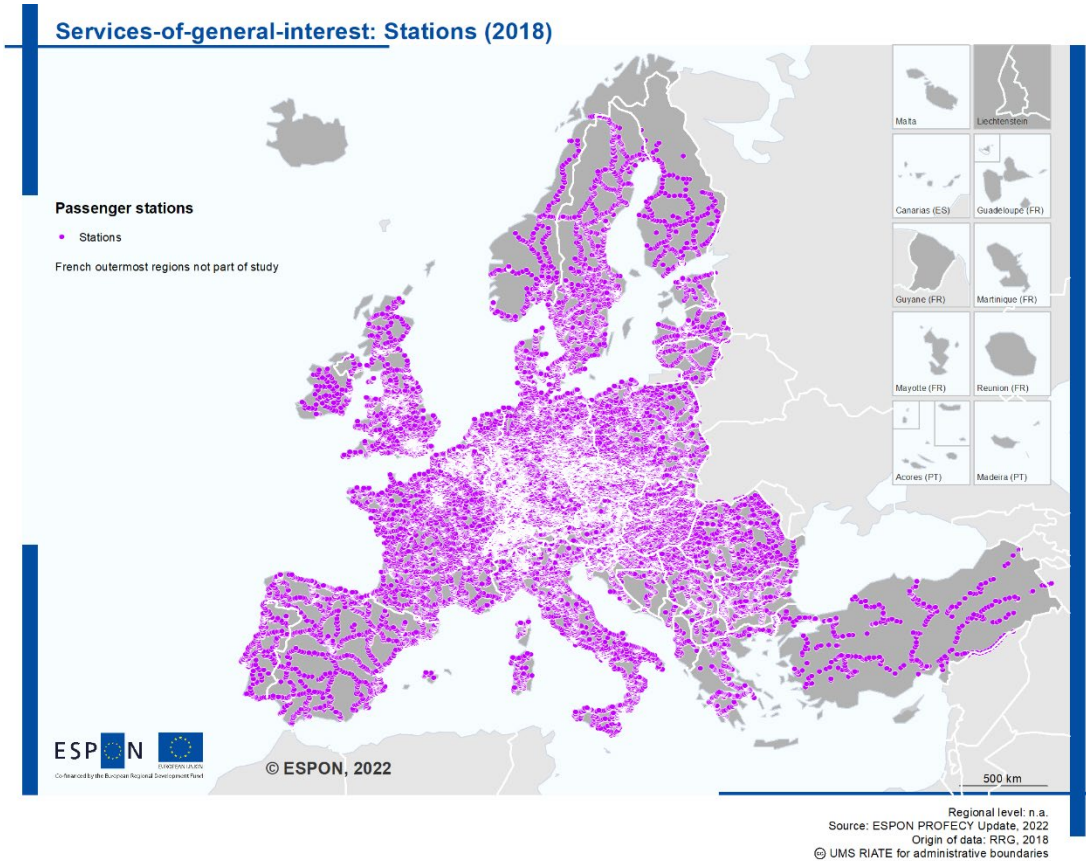 Services-of-general-interest: Stations (2018)
Passenger stations
Stations
French outermost regions not part of study
Malta
Liechtenstein
Canarias (ES)
Guadeloupe (FR)
Guyane (FR)
Martinique (FR)
Mayotte (FR)
Reunion (FR)
Acores (PT)
Madeira (PT)
ESPON
EUROPEAN UNION
Co-financed by the European Regional Development Fund
© ESPON, 2022
500 km
Regional level: n.a.
Source: ESPON PROFECY Update, 2022
Origin of data: RRG, 2018
UMS RIATE for administrative boundaries